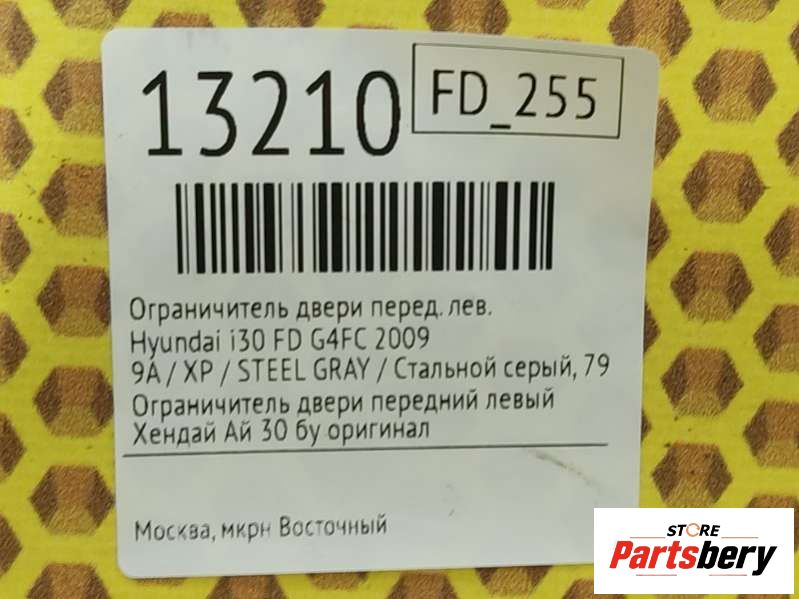 13210
FD_255
Ограничитель двери перед. лев.
Hyundai i30 FD G4FC 2009
9A / XP / STEEL GRAY / Стальной серый, 79
Ограничитель двери передний левый
Хендай Ай 30 бу оригинал
Москва, мкрн Восточный
STORE
Partsbery